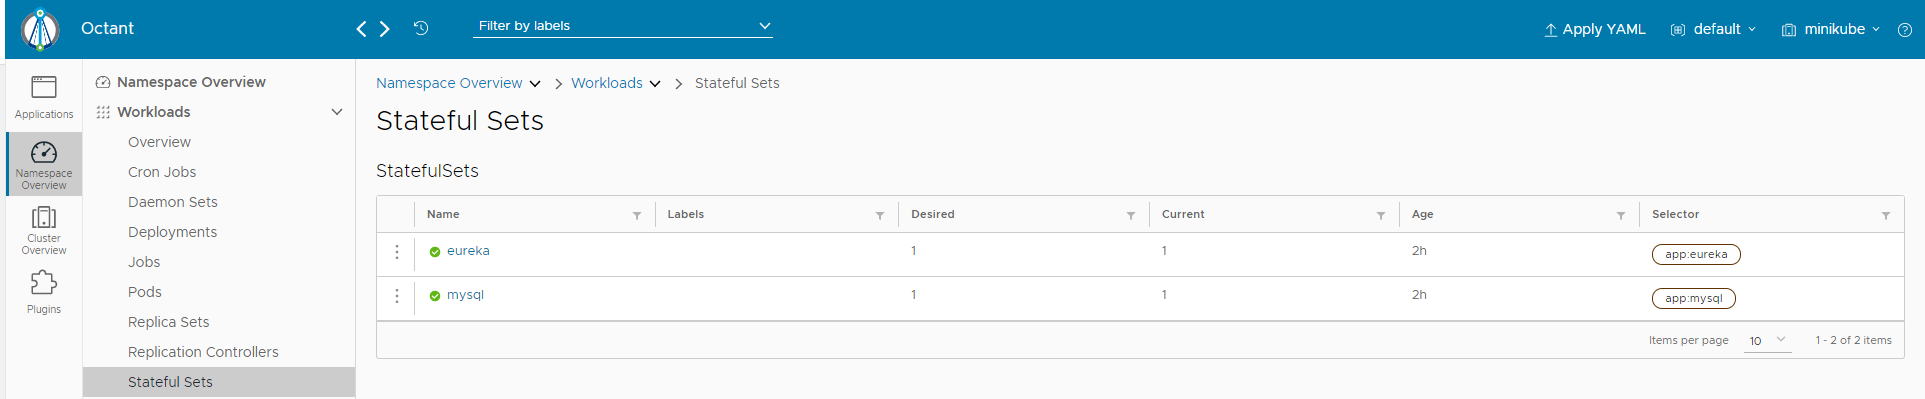 Octant
Filter by labels
Apply YAML
default
minikube
Applications
Namespace
Overview
Cluster
Overview
Plugins
Namespace Overview
Workloads
Overview
Cron Jobs
Daemon Sets
Deployments
Jobs
Pods
Replica Sets
Replication Controllers
Stateful Sets
Namespace Overview > Workloads > Stateful Sets
Stateful Sets
StatefulSets
Name Labels Desired Current Age Selector
eureka 1 1 2h app:eureka
mysql 1 1 2h app:mysql
Items per page 10 1 - 2 of 2 items